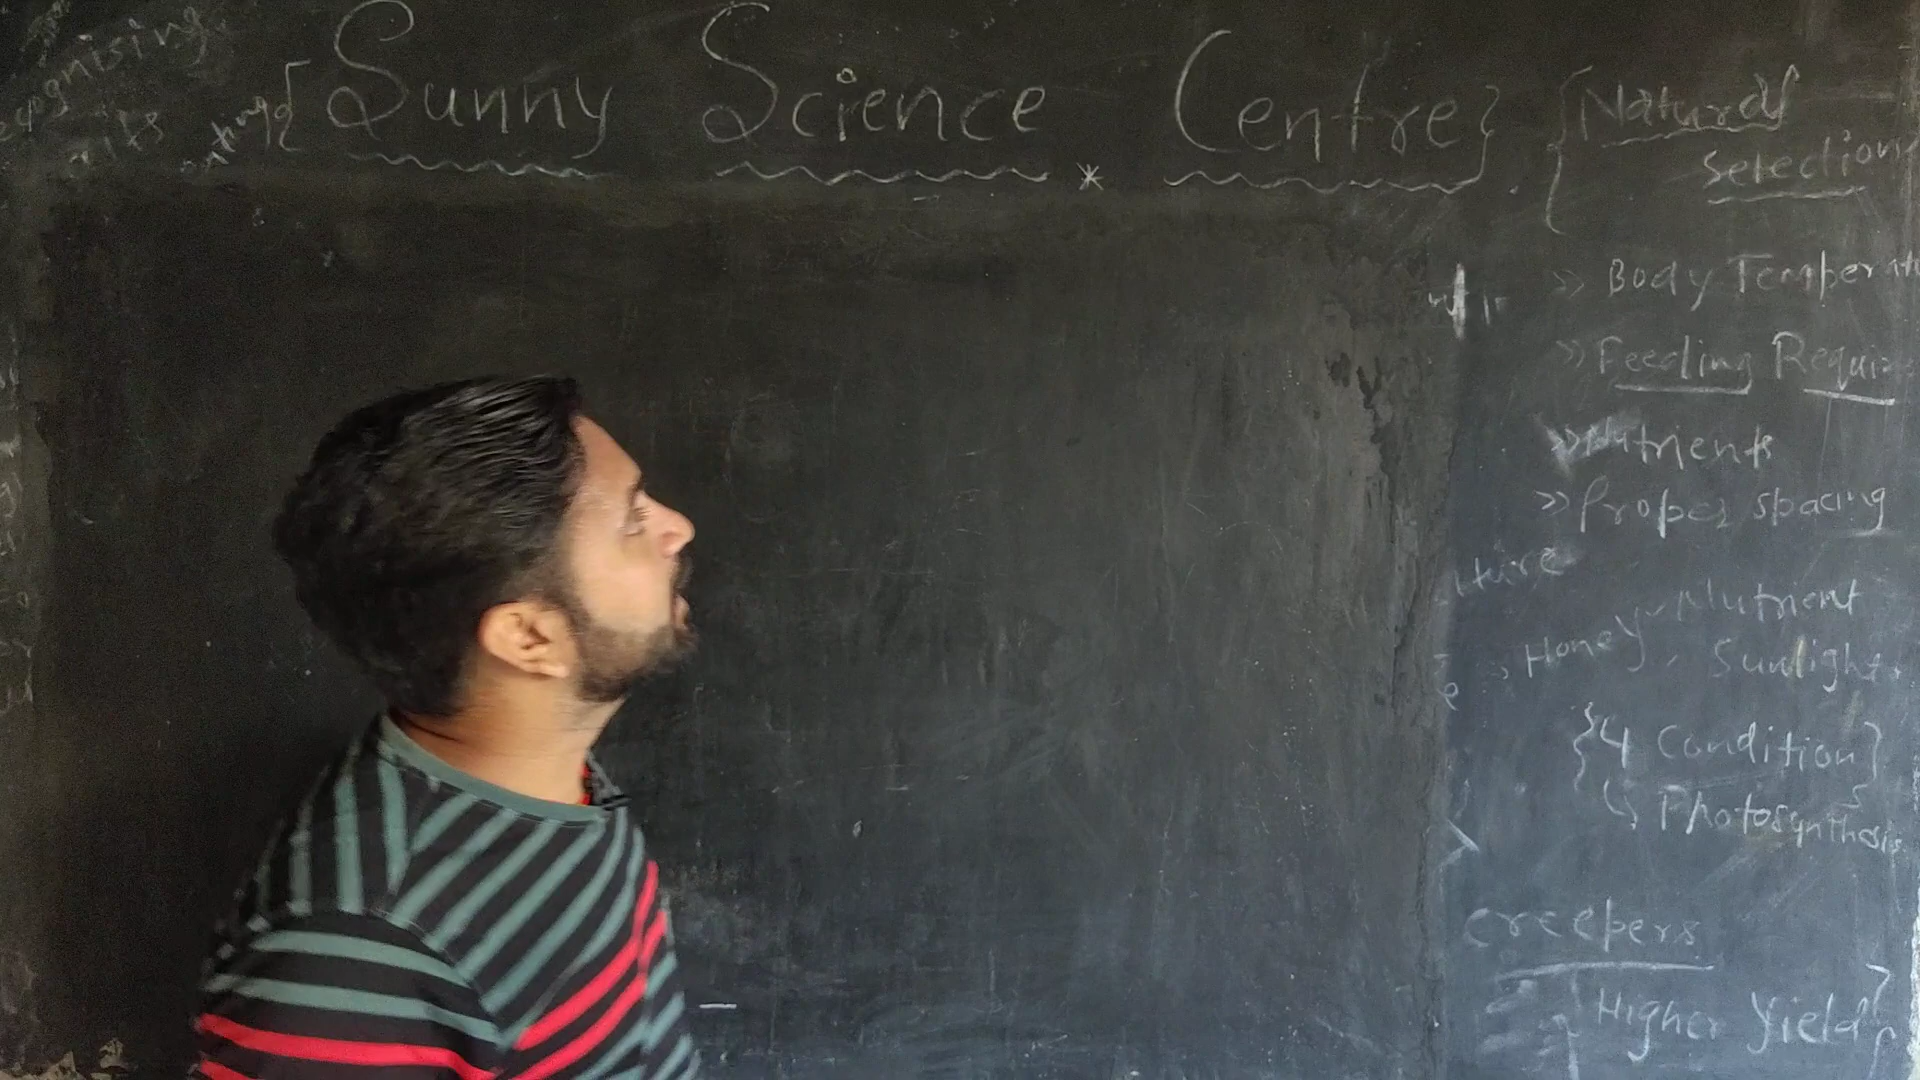 {Sunny Science Centre}
{Natural
Selection
>> Body Temperat
>> Feeding Requir
>> Nutrients
>> Proper spacing
Honey
Nutrient
Sunlight
{4 Condition}
↳ Photosynthesis
creepers
{Higher Yield}